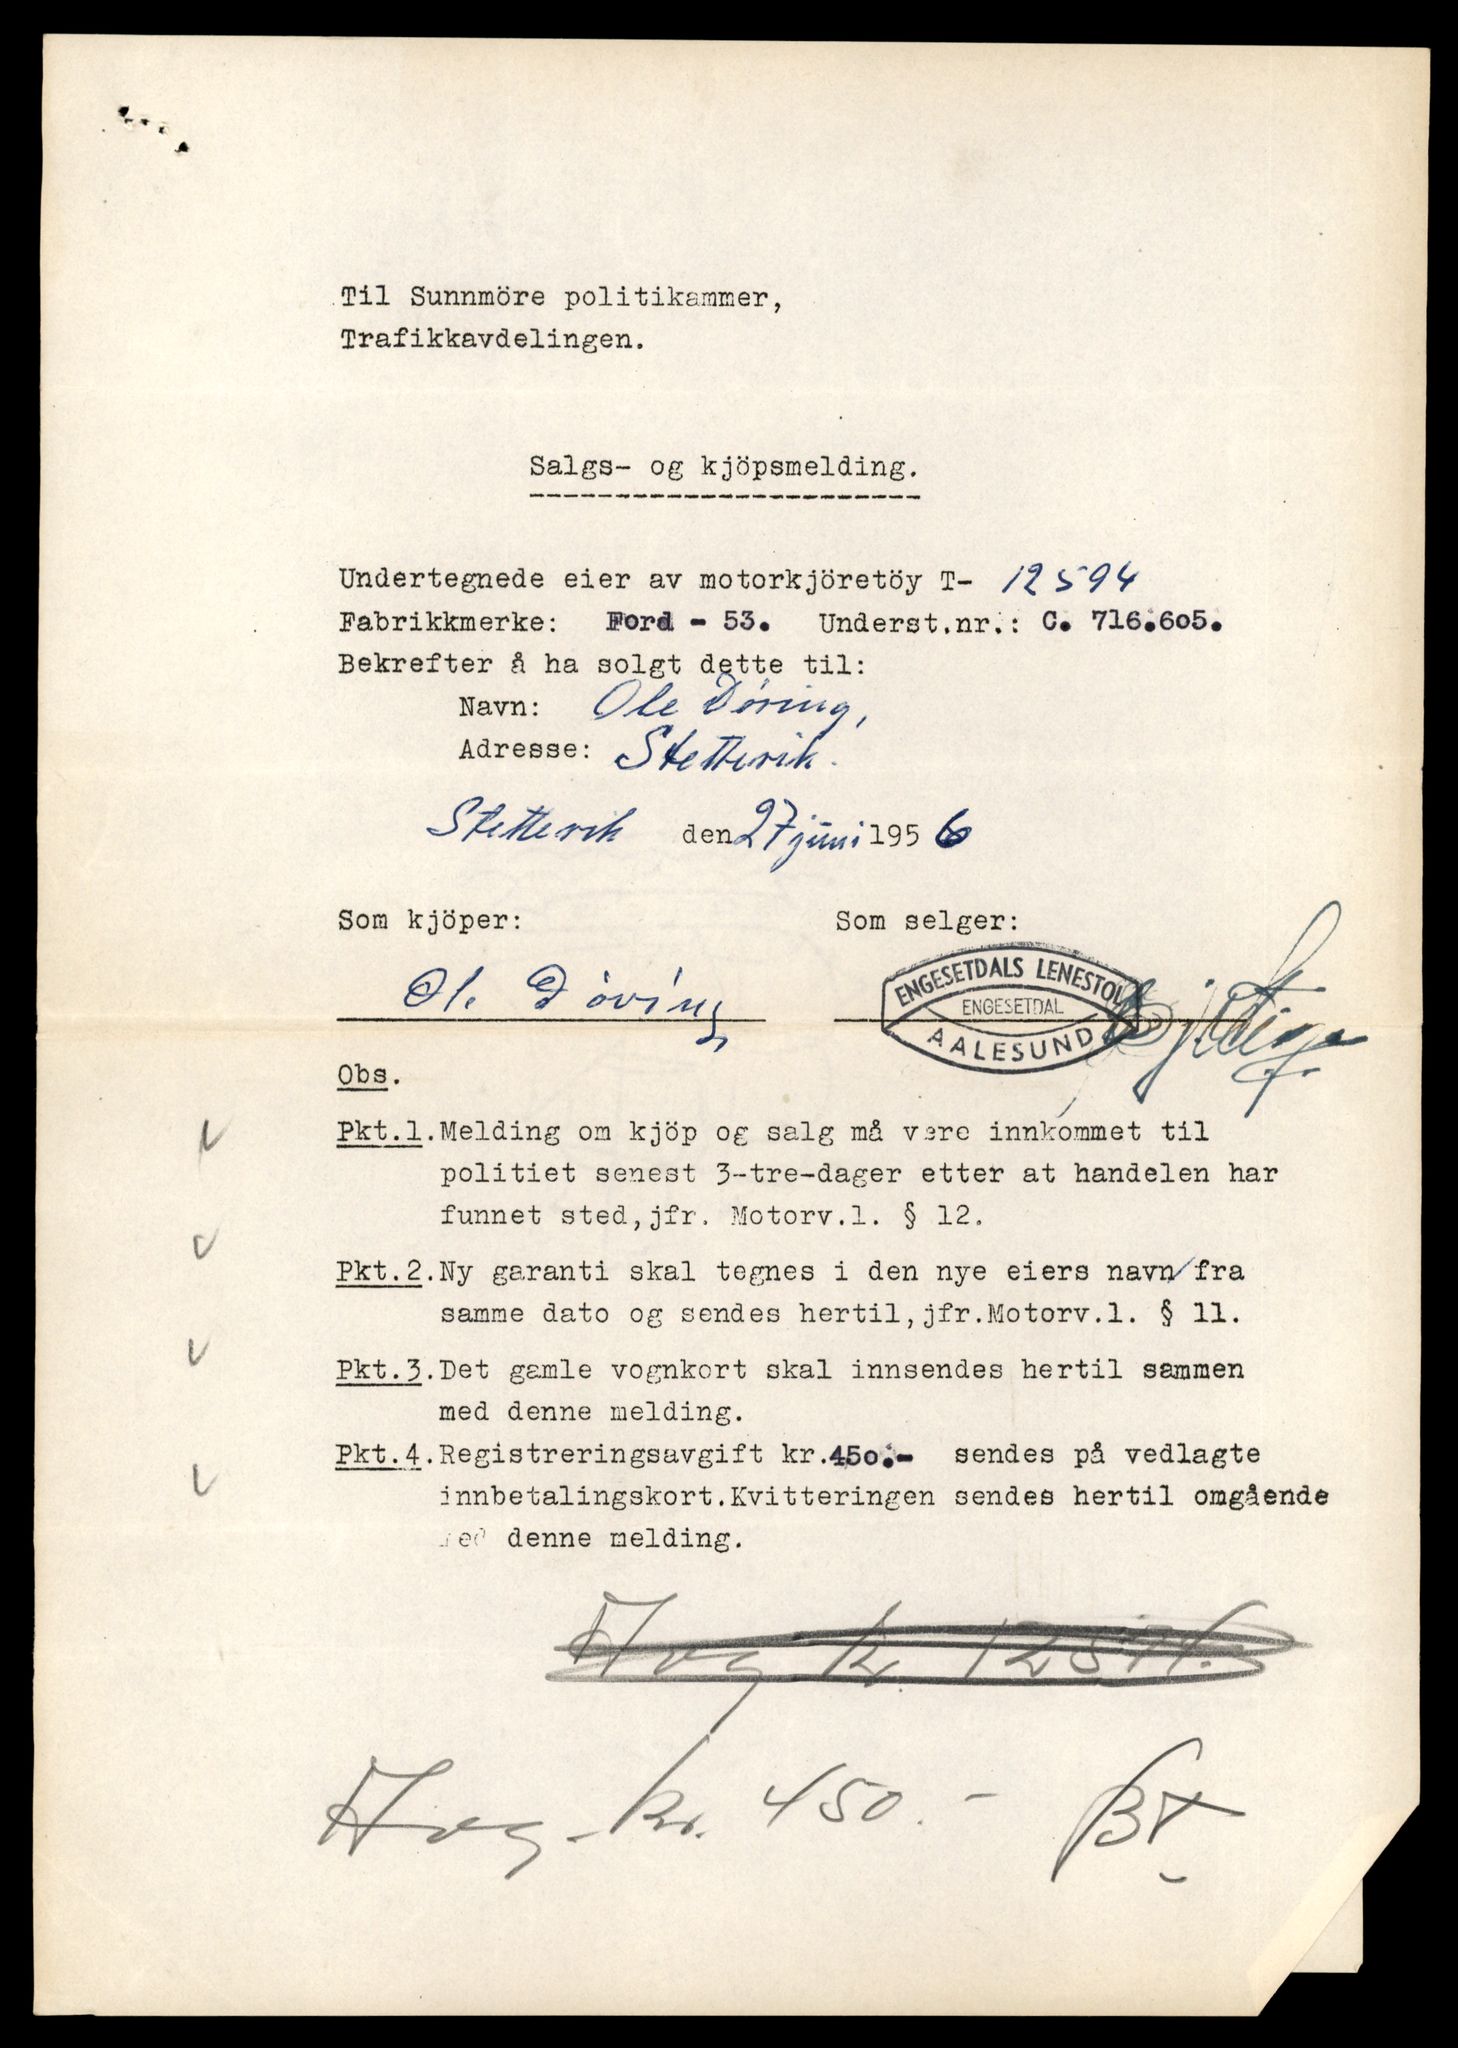 Til Sunnmöre politikammer,
Trafikkavdelingen.
Salgs- og kjöpsmelding.
Undertegnede eier av motorkjöretöy T- 12594
Fabrikkmerke: Ford - 53. Underst.nr.: C. 716.605.
Bekrefter å ha solgt dette til:
Navn: Ole Döving,
Adresse: Stettevik.
Stettevik den 27 juni 1956
Som kjöper: Som selger:
Ol. Döving
ENGESETDALS LENESTOL
ENGESETDAL
AALESUND
Obs.
Pkt.1. Melding om kjöp og salg må være innkommet til
politiet senest 3-tre-dager etter at handelen har
funnet sted, jfr. Motorv.l. § 12.
Pkt.2. Ny garanti skal tegnes i den nye eiers navn fra
samme dato og sendes hertil, jfr.Motorv.l. § 11.
Pkt.3. Det gamle vognkort skal innsendes hertil sammen
med denne melding.
Pkt.4. Registreringsavgift kr.450.- sendes på vedlagte
innbetalingskort.Kvitteringen sendes hertil omgående
med denne melding.
kr.
kr. 450.-